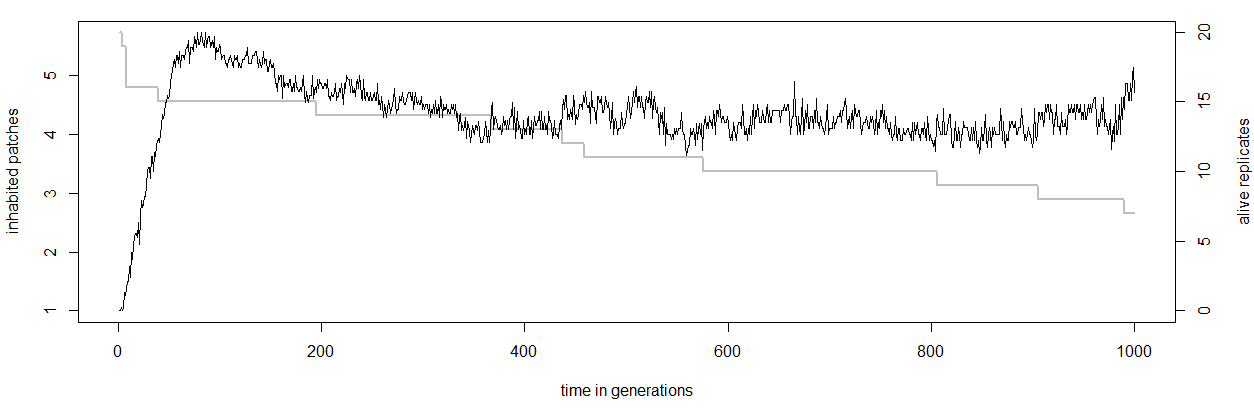 inhabited patches
5
4
3
2
1
20
15
10
5
0
alive replicates
0 200 400 600 800 1000
time in generations